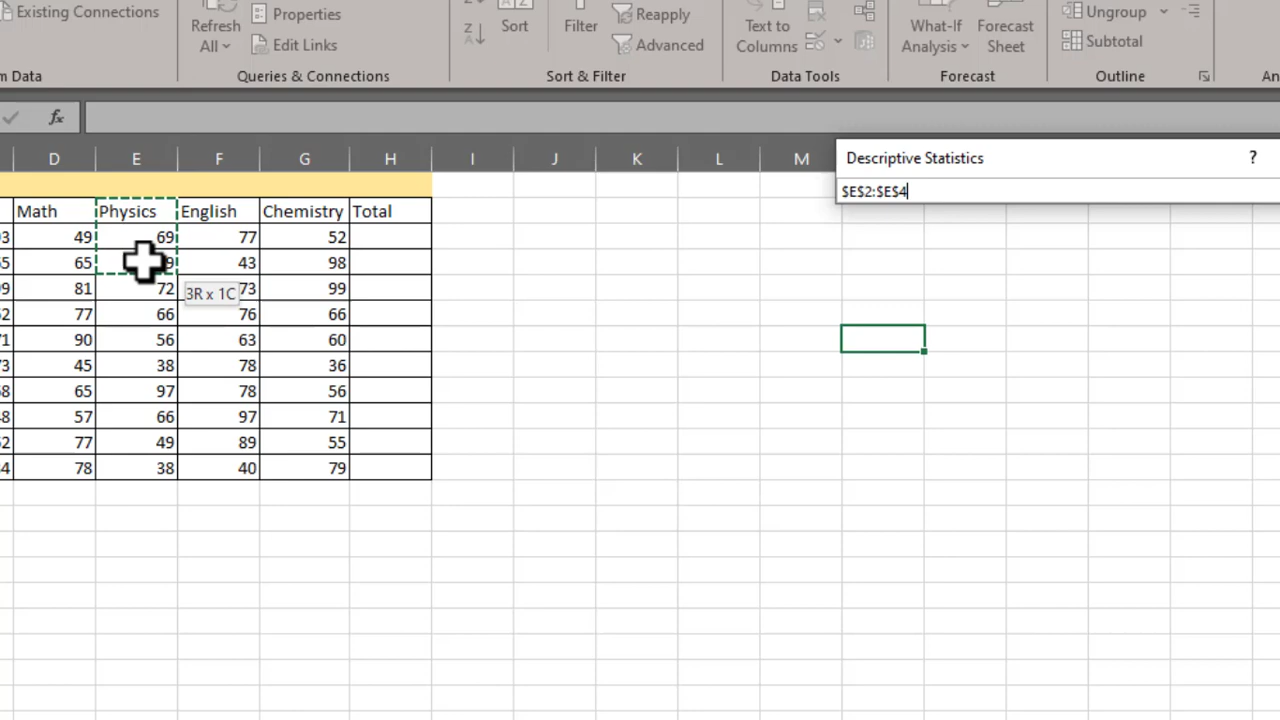 Existing Connections
Refresh
All
Properties
Edit Links
Sort
Filter
Reapply
Advanced
Text to
Columns
What-If
Analysis
Forecast
Sheet
Ungroup
Subtotal
Queries & Connections
Sort & Filter
Data Tools
Forecast
Outline
fx
D E F G H I J K L M
Descriptive Statistics ?
$E$2:$E$4
Math Physics English Chemistry Total
49 69 77 52
65 43 98
81 72 73 99
3R x 1C
77 66 76 66
90 56 63 60
45 38 78 36
65 97 78 56
57 66 97 71
77 49 89 55
78 38 40 79